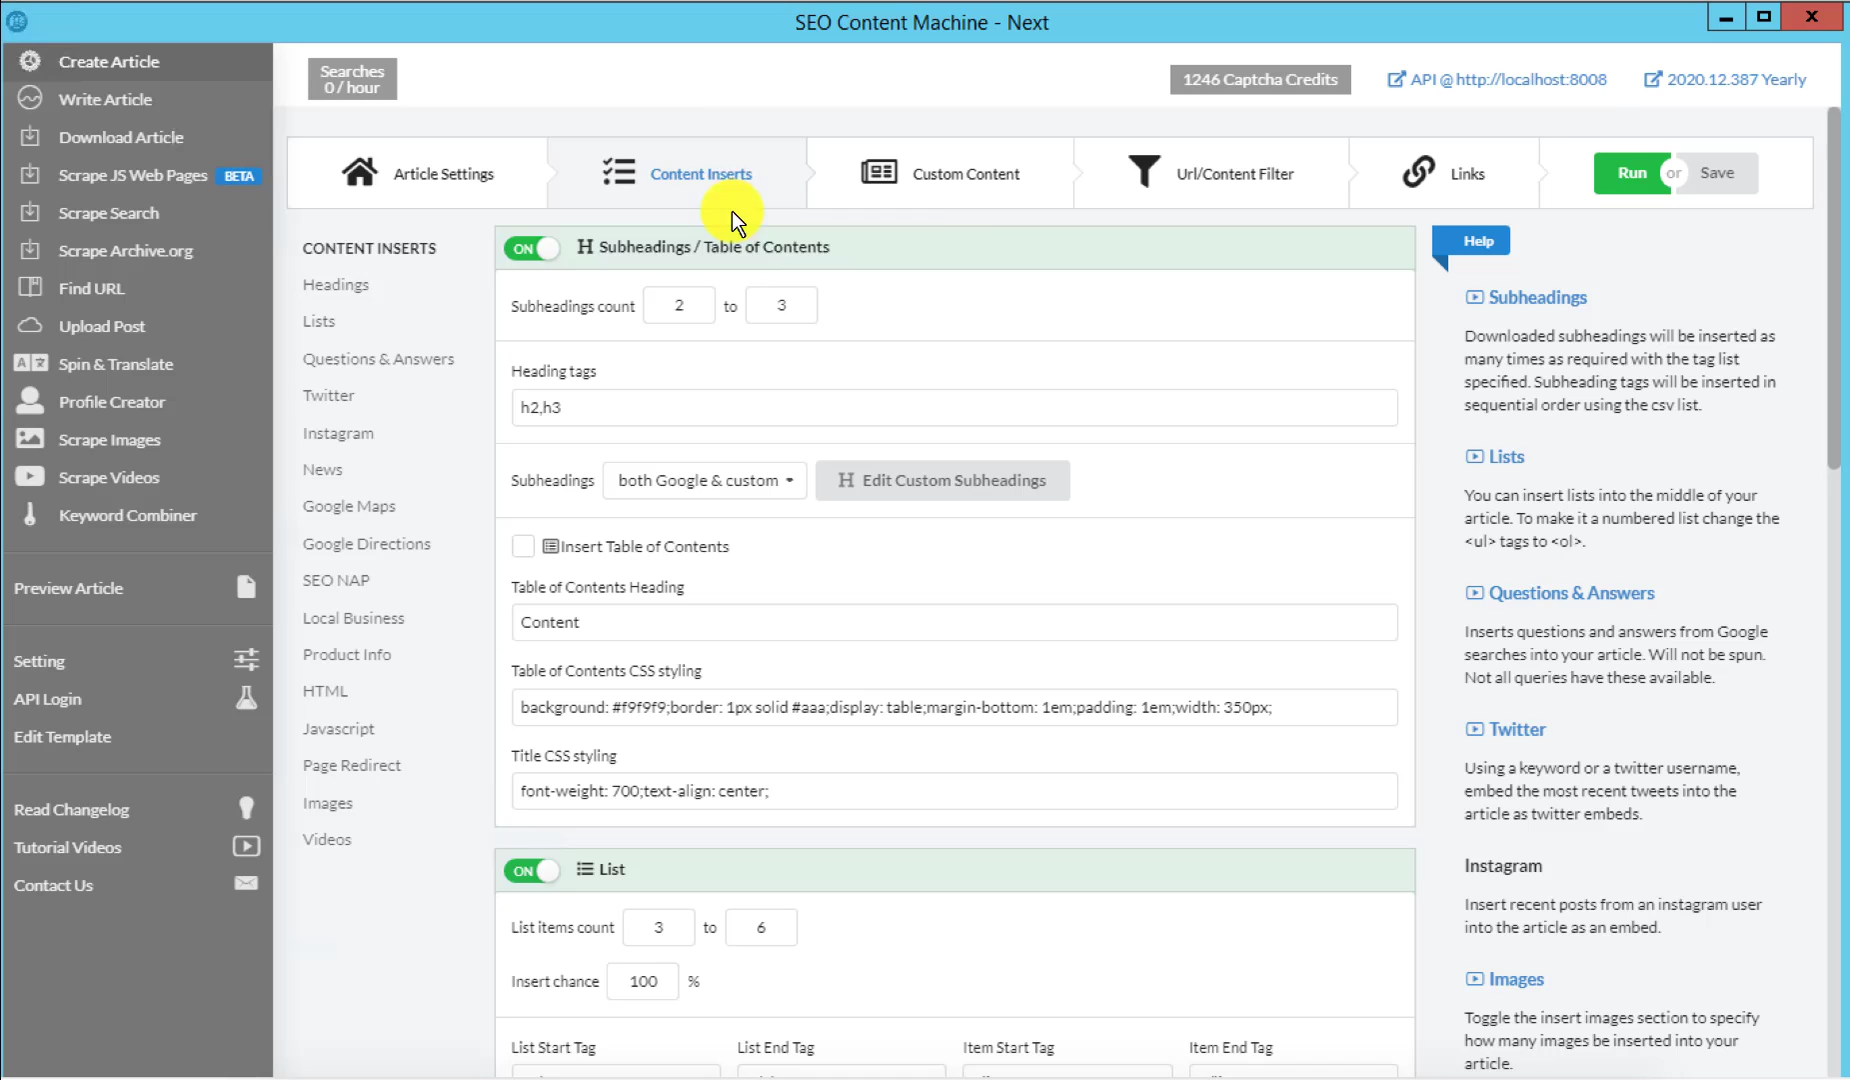 SEO Content Machine - Next
Create Article
Write Article
Download Article
Scrape JS Web Pages BETA
Scrape Search
Scrape Archive.org
Find URL
Upload Post
Spin & Translate
Profile Creator
Scrape Images
Scrape Videos
Keyword Combiner
Preview Article
Setting
API Login
Edit Template
Read Changelog
Tutorial Videos
Contact Us
Searches
0 / hour
1246 Captcha Credits
API @ http://localhost:8008
2020.12.387 Yearly
Article Settings
Content Inserts
Custom Content
Url/Content Filter
Links
Run or Save
CONTENT INSERTS
Headings
Lists
Questions & Answers
Twitter
Instagram
News
Google Maps
Google Directions
SEO NAP
Local Business
Product Info
HTML
Javascript
Page Redirect
Images
Videos
ON H Subheadings / Table of Contents
Subheadings count 2 to 3
Heading tags
h2,h3
Subheadings both Google & custom H Edit Custom Subheadings
Insert Table of Contents
Table of Contents Heading
Content
Table of Contents CSS styling
background: #f9f9f9;border: 1px solid #aaa;display: table;margin-bottom: 1em;padding: 1em;width: 350px;
Title CSS styling
font-weight: 700;text-align: center;
ON List
List items count 3 to 6
Insert chance 100 %
List Start Tag List End Tag Item Start Tag Item End Tag
Help
Subheadings
Downloaded subheadings will be inserted as
many times as required with the tag list
specified. Subheading tags will be inserted in
sequential order using the csv list.
Lists
You can insert lists into the middle of your
article. To make it a numbered list change the
<ul> tags to <ol>.
Questions & Answers
Inserts questions and answers from Google
searches into your article. Will not be spun.
Not all queries have these available.
Twitter
Using a keyword or a twitter username,
embed the most recent tweets into the
article as twitter embeds.
Instagram
Insert recent posts from an instagram user
into the article as an embed.
Images
Toggle the insert images section to specify
how many images be inserted into your
article.